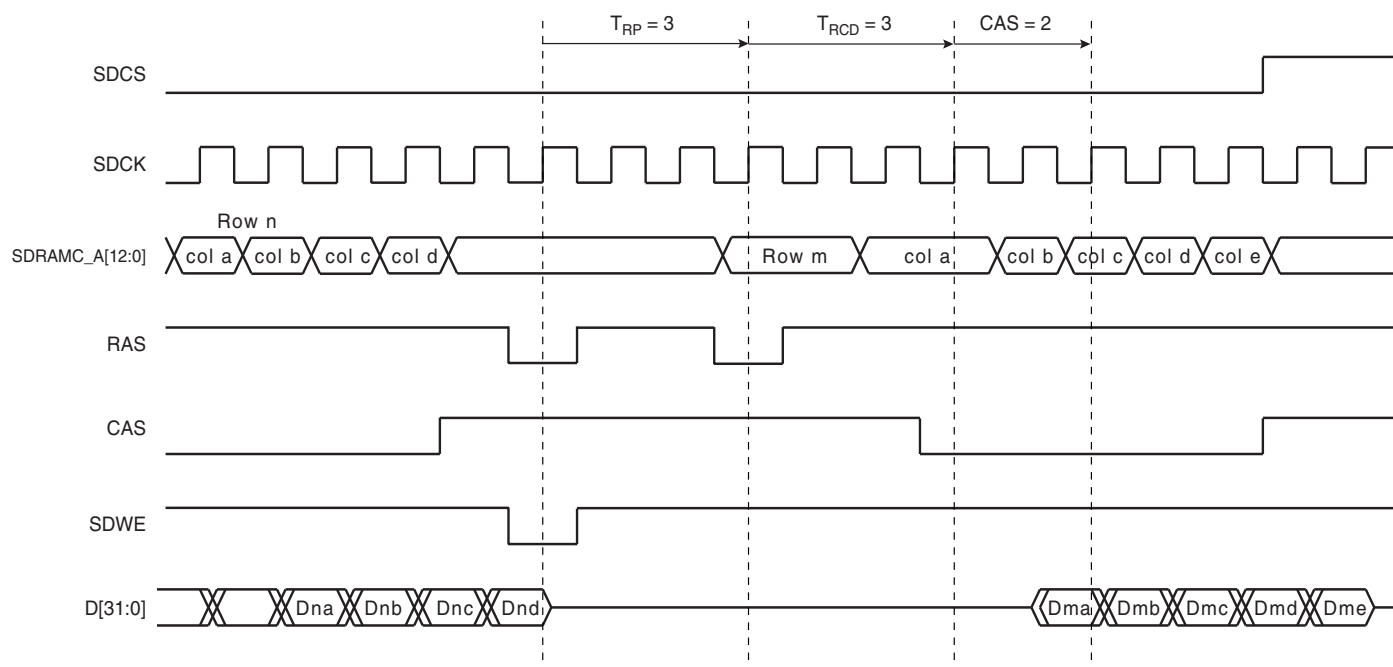 T_RP = 3 T_RCD = 3 CAS = 2
SDCS
SDCK
Row n
SDRAMC_A[12:0] col a col b col c col d Row m col a col b col c col d col e
RAS
CAS
SDWE
D[31:0] Dna Dnb Dnc Dnd Dma Dmb Dmc Dmd Dme